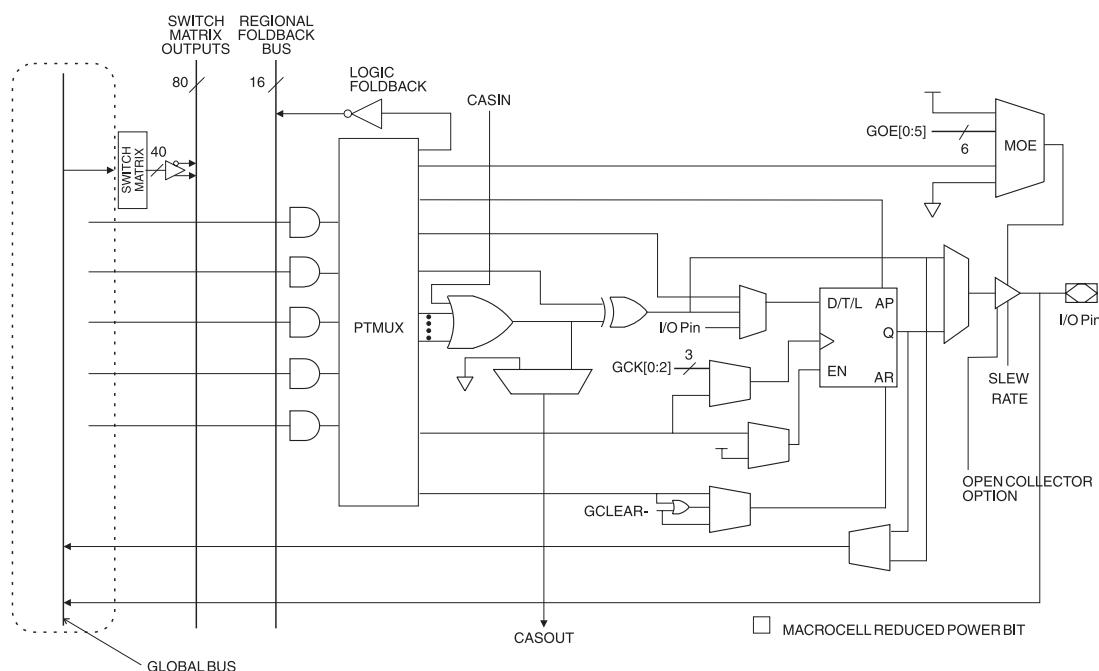 SWITCH
MATRIX
OUTPUTS
REGIONAL
FOLDBACK
BUS
80
16
LOGIC
FOLDBACK
CASIN
GOE[0:5]
6
MOE
SWITCH
MATRIX
40
PTMUX
I/O Pin
D/T/L
AP
Q
EN
AR
I/O Pin
GCK[0:2]
3
SLEW
RATE
OPEN COLLECTOR
OPTION
GCLEAR-
CASOUT
MACROCELL REDUCED POWER BIT
GLOBAL BUS